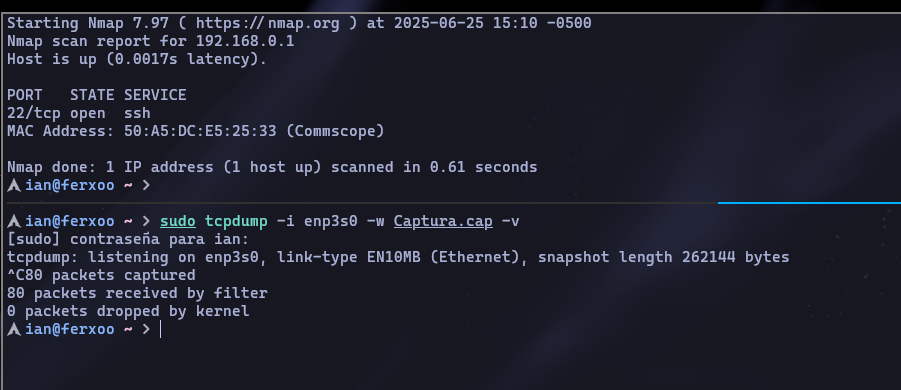 Starting Nmap 7.97 ( https://nmap.org ) at 2025-06-25 15:10 -0500
Nmap scan report for 192.168.0.1
Host is up (0.0017s latency).
PORT   STATE SERVICE
22/tcp open  ssh
MAC Address: 50:A5:DC:E5:25:33 (Commscope)
Nmap done: 1 IP address (1 host up) scanned in 0.61 seconds
ian@ferxoo ~ >
ian@ferxoo ~ > sudo tcpdump -i enp3s0 -w Captura.cap -v
[sudo] contraseña para ian:
tcpdump: listening on enp3s0, link-type EN10MB (Ethernet), snapshot length 262144 bytes
^C80 packets captured
80 packets received by filter
0 packets dropped by kernel
ian@ferxoo ~ >